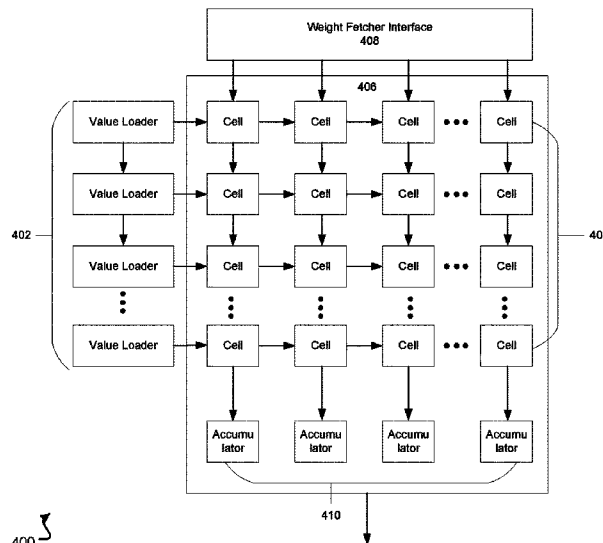 Weight Fetcher Interface
408
406
Value Loader Cell Cell Cell Cell
Value Loader Cell Cell Cell Cell
402
40
Value Loader Cell Cell Cell Cell
Value Loader Cell Cell Cell Cell
Accumu
lator
Accumu
lator
Accumu
lator
Accumu
lator
410
400